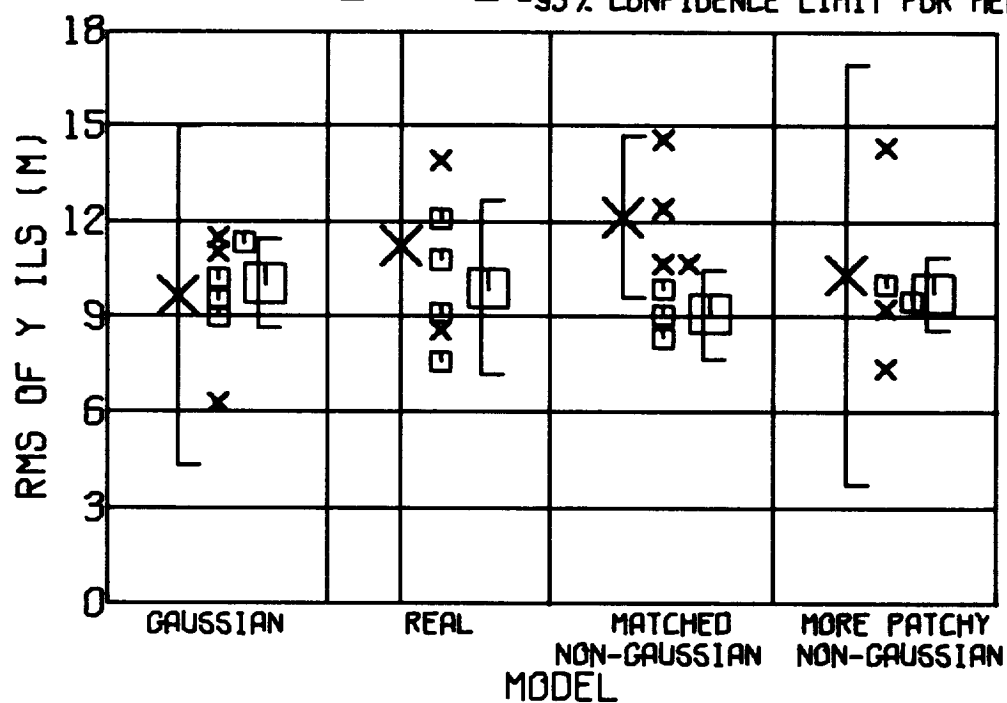 -95% CONFIDENCE LIMIT FOR
18
15
12
9
6
3
0
RMS OF Y ILS (M)
GAUSSIAN
REAL
MATCHED
NON-GAUSSIAN
MORE PATCHY
NON-GAUSSIAN
MODEL